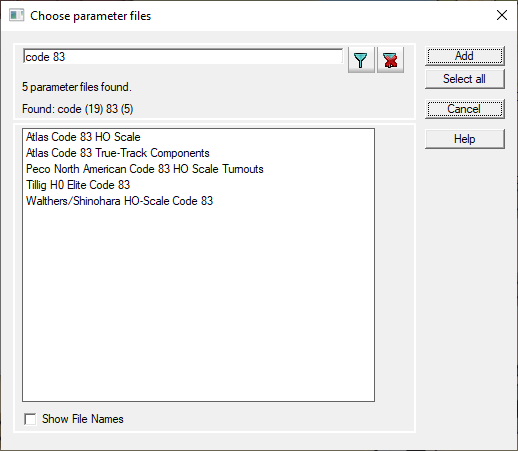 Choose parameter files
code 83
Add
Select all
5 parameter files found.
Found: code (19) 83 (5)
Cancel
Help
Atlas Code 83 HO Scale
Atlas Code 83 True-Track Components
Peco North American Code 83 HO Scale Turnouts
Tillig H0 Elite Code 83
Walthers/Shinohara HO-Scale Code 83
Show File Names